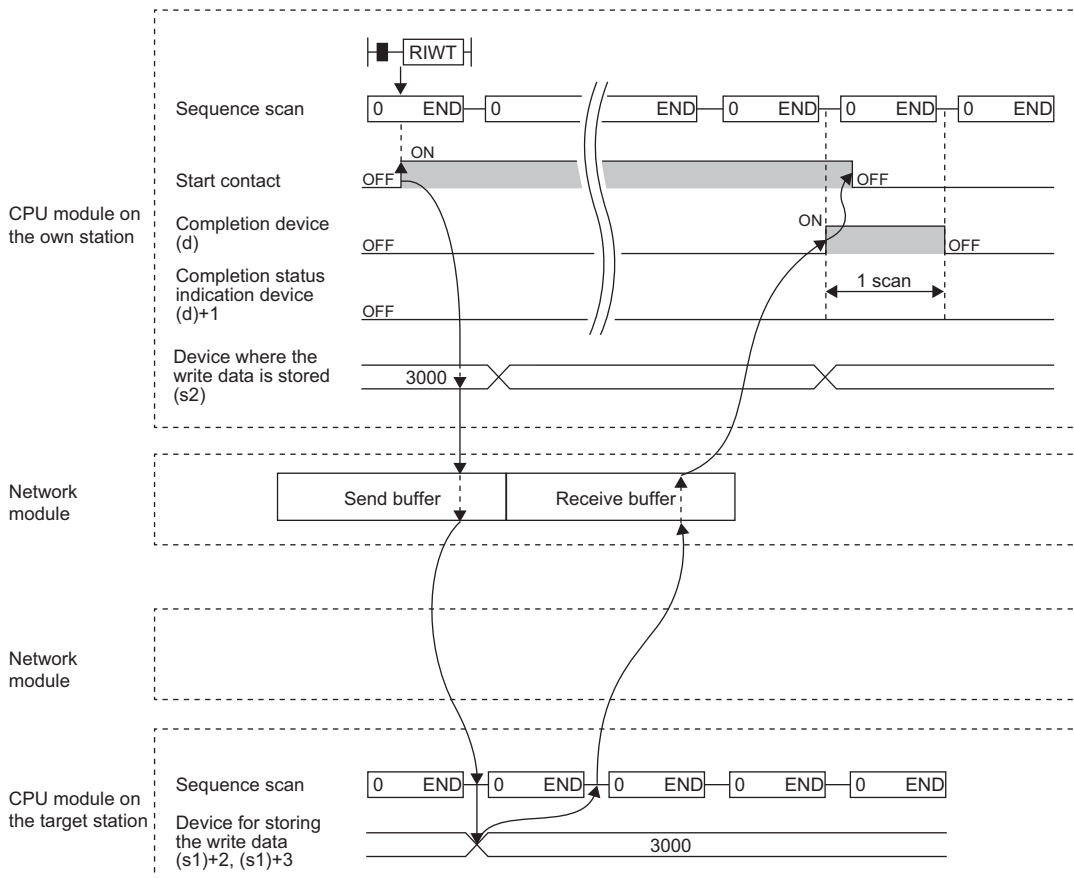 RIWT
Sequence scan
0 END 0 END 0 END 0 END 0 END
ON
Start contact
OFF
OFF
CPU module on
the own station
Completion device
(d)
ON
OFF
OFF
Completion status
indication device
(d)+1
1 scan
OFF
Device where the
write data is stored
(s2)
3000
Network
module
Send buffer
Receive buffer
Network
module
CPU module on
the target station
Sequence scan
0 END 0 END 0 END 0 END 0 END
Device for storing
the write data
(s1)+2, (s1)+3
3000